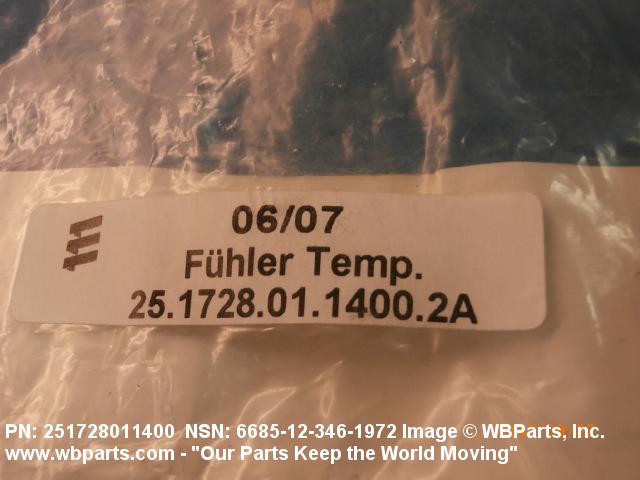 06/07
Fühler Temp.
25.1728.01.1400.2A
PN: 251728011400 NSN: 6685-12-346-1972 Image © WBParts, Inc.
www.wbparts.com - "Our Parts Keep the World Moving"